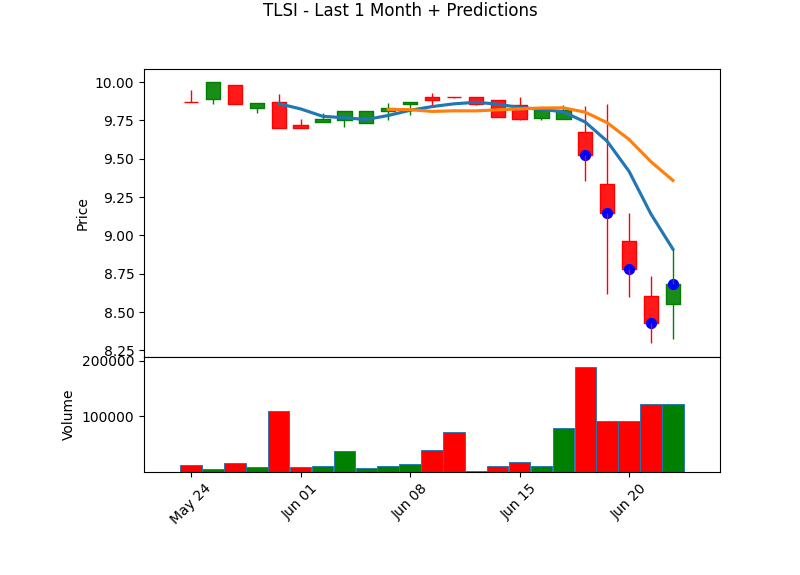 TLSI - Last 1 Month + Predictions
10.00
9.75
9.50
9.25
9.00
8.75
8.50
8.25
Price
200000
100000
Volume
May 24
Jun 01
Jun 08
Jun 15
Jun 20